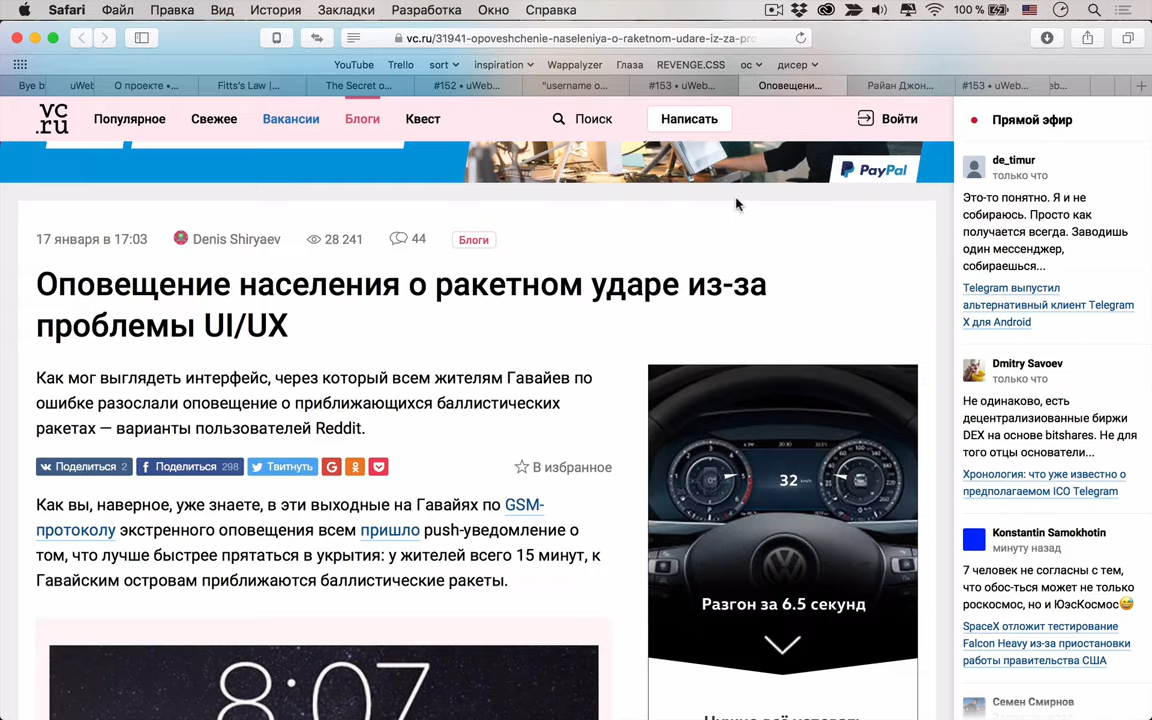 Safari Файл Правка Вид История Закладки Разработка Окно Справка 100 %
vc.ru/31941-opoveshchenie-naseleniya-o-raketnom-udare-iz-za-pro
YouTube Trello sort inspiration Wappalyzer Глаза REVENGE.CSS ос дисер
Bye b uWeb О проекте •... Fitts's Law |... The Secret o... #152 • uWeb... "username o... #153 • uWeb... Оповещени... Райан Джон... #153 • uWeb... eb...
vc
.ru
Популярное Свежее Вакансии Блоги Квест Поиск Написать Войти
PayPal
17 января в 17:03 Denis Shiryaev 28 241 44 Блоги
Оповещение населения о ракетном ударе из-за
проблемы UI/UX
Как мог выглядеть интерфейс, через который всем жителям Гавайев по
ошибке разослали оповещение о приближающихся баллистических
ракетах — варианты пользователей Reddit.
Поделиться 2 Поделиться 298 Твитнуть В избранное
Как вы, наверное, уже знаете, в эти выходные на Гавайях по GSM-
протоколу экстренного оповещения всем пришло push-уведомление о
том, что лучше быстрее прятаться в укрытия: у жителей всего 15 минут, к
Гавайским островам приближаются баллистические ракеты.
8:07
32
Разгон за 6.5 секунд
Прямой эфир
de_timur
только что
Это-то понятно. Я и не
собираюсь. Просто как
получается всегда. Заводишь
один мессенджер,
собираешься...
Telegram выпустил
альтернативный клиент Telegram
X для Android
Dmitry Savoev
только что
Не одинаково, есть
децентрализованные биржи
DEX на основе bitshares. Не для
того отцы основатели...
Хронология: что уже известно о
предполагаемом ICO Telegram
Konstantin Samokhotin
минуту назад
7 человек не согласны с тем,
что обос-ться может не только
роскосмос, но и ЮэсКосмос😅
SpaceX отложит тестирование
Falcon Heavy из-за приостановки
работы правительства США
Семен Смирнов